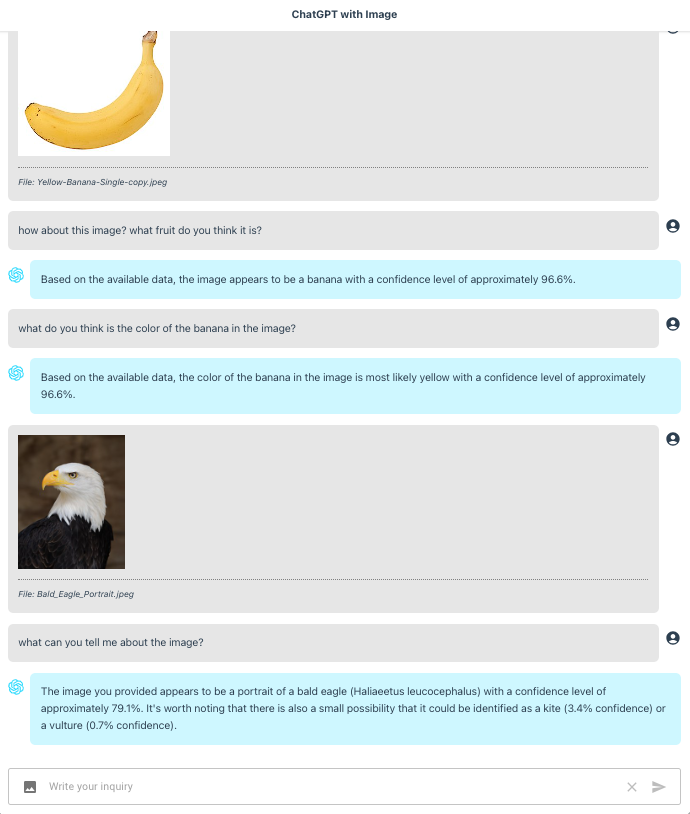 ChatGPT with Image
File: Yellow-Banana-Single-copy.jpeg
how about this image? what fruit do you think it is?
Based on the available data, the image appears to be a banana with a confidence level of approximately 96.6%.
what do you think is the color of the banana in the image?
Based on the available data, the color of the banana in the image is most likely yellow with a confidence level of approximately
96.6%.
File: Bald_Eagle_Portrait.jpeg
what can you tell me about the image?
The image you provided appears to be a portrait of a bald eagle (Haliaeetus leucocephalus) with a confidence level of
approximately 79.1%. It's worth noting that there is also a small possibility that it could be identified as a kite (3.4% confidence) or
a vulture (0.7% confidence).
Write your inquiry